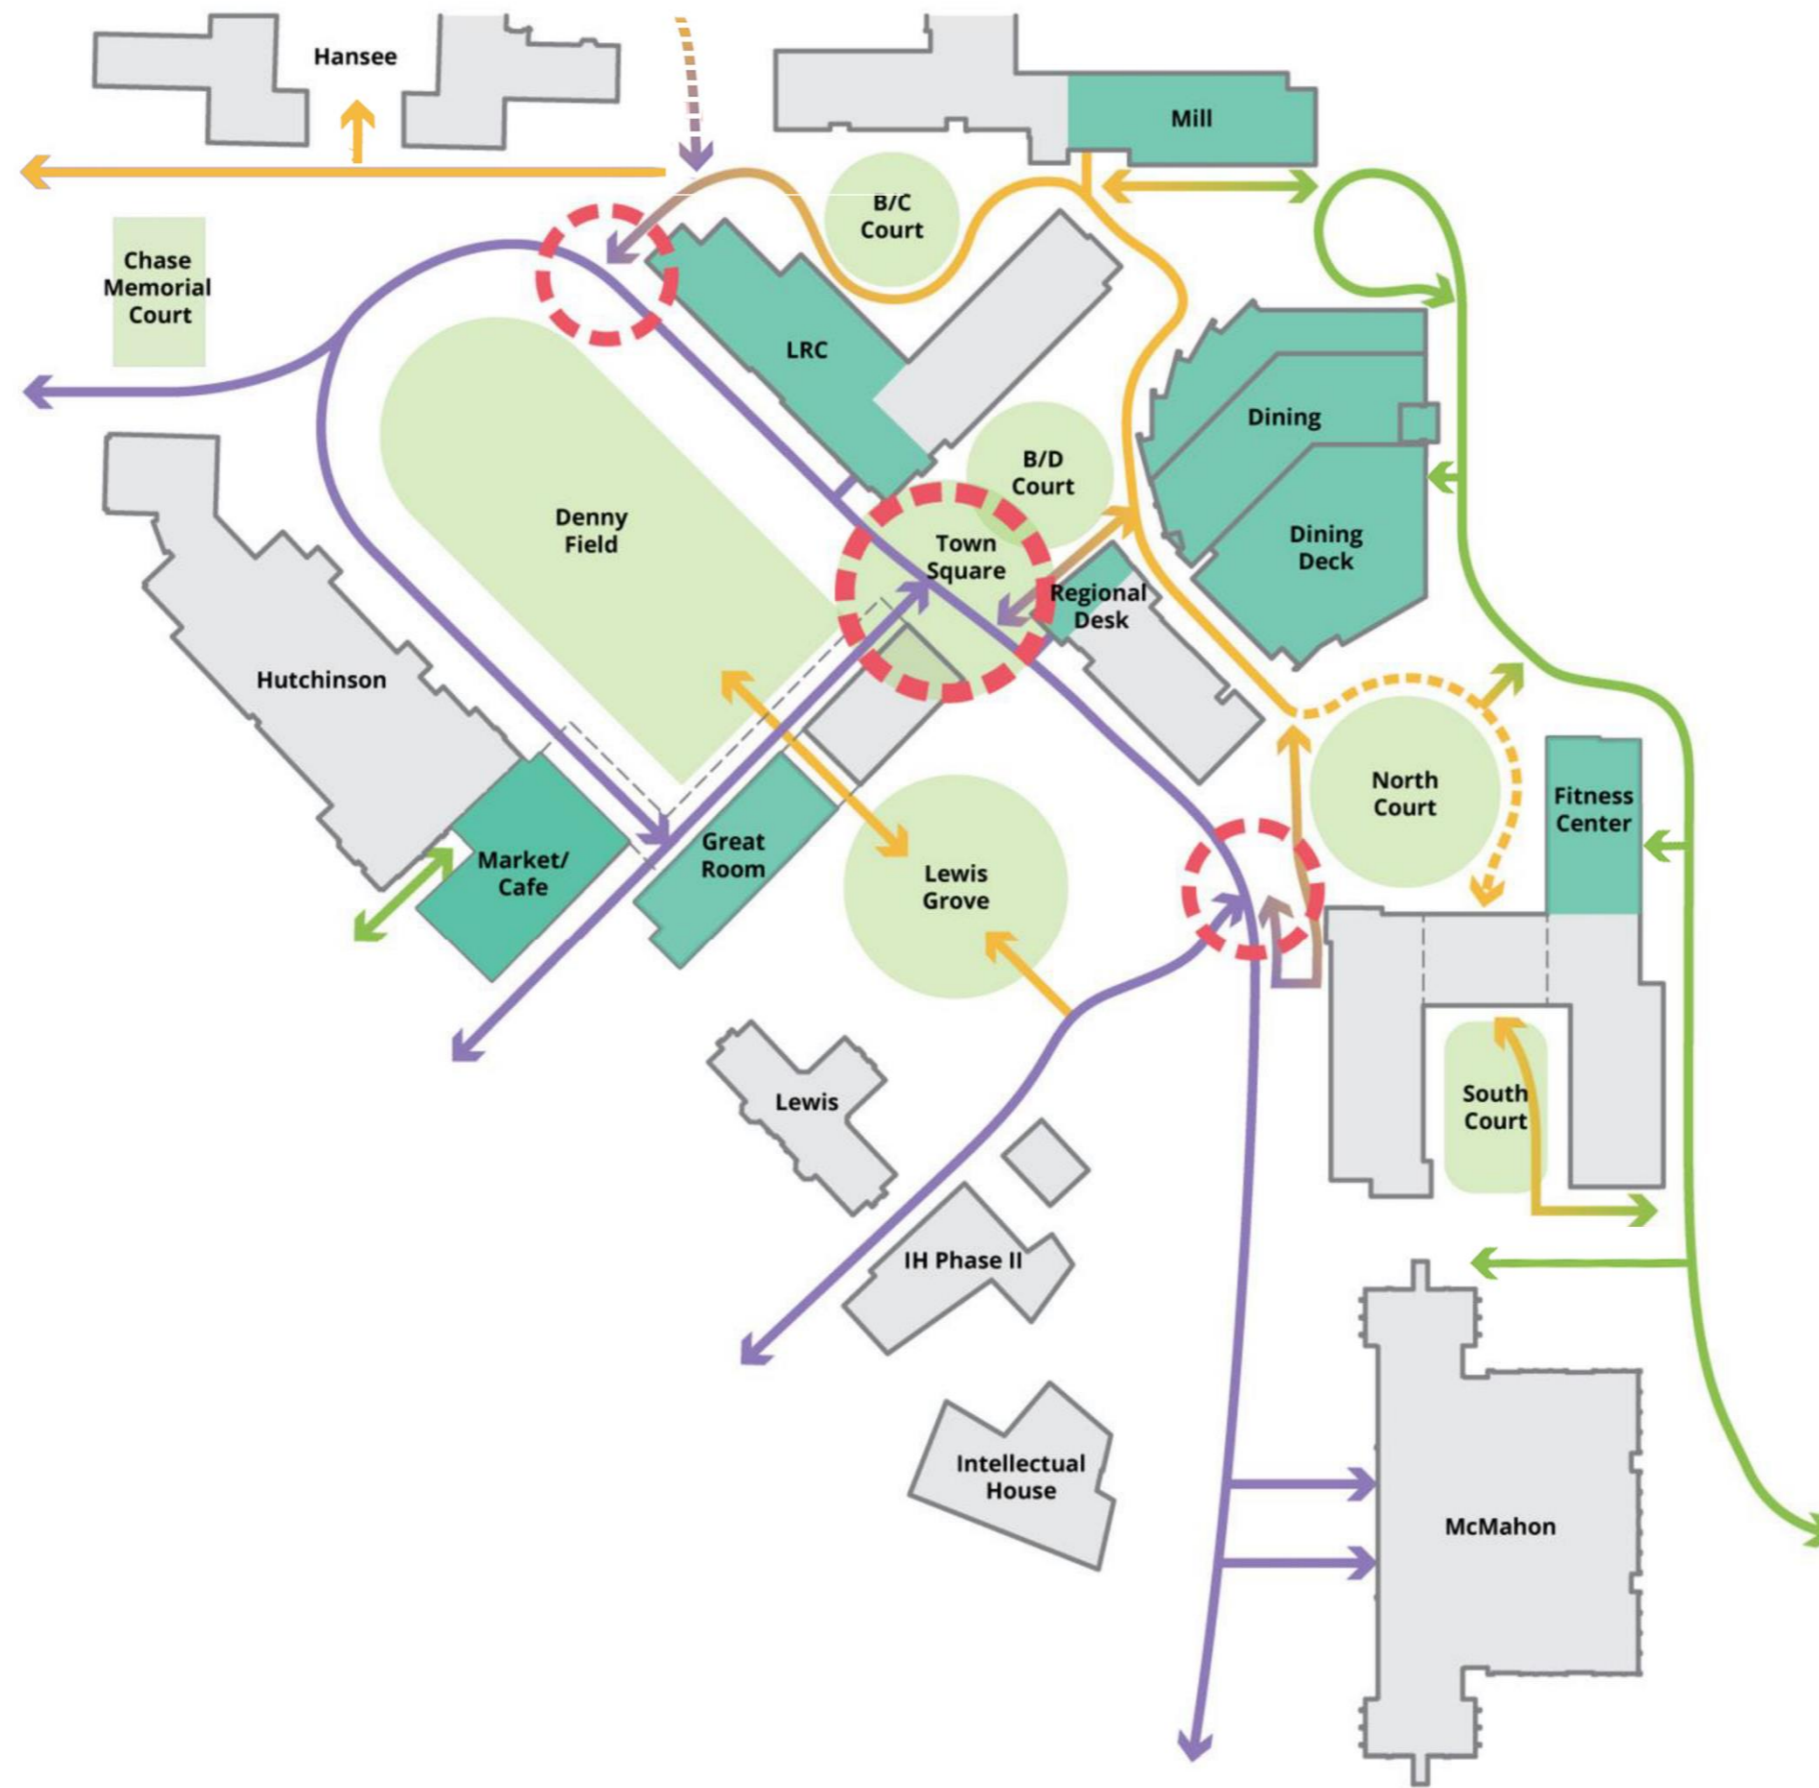 Hansee
Mill
B/C
Court
Chase
Memorial
Court
LRC
Dining
B/D
Court
Denny
Field
Town
Square
Dining
Deck
Regional
Desk
Hutchinson
North
Court
Fitness
Center
Great
Room
Market/
Cafe
Lewis
Grove
Lewis
South
Court
IH Phase II
Intellectual
House
McMahon